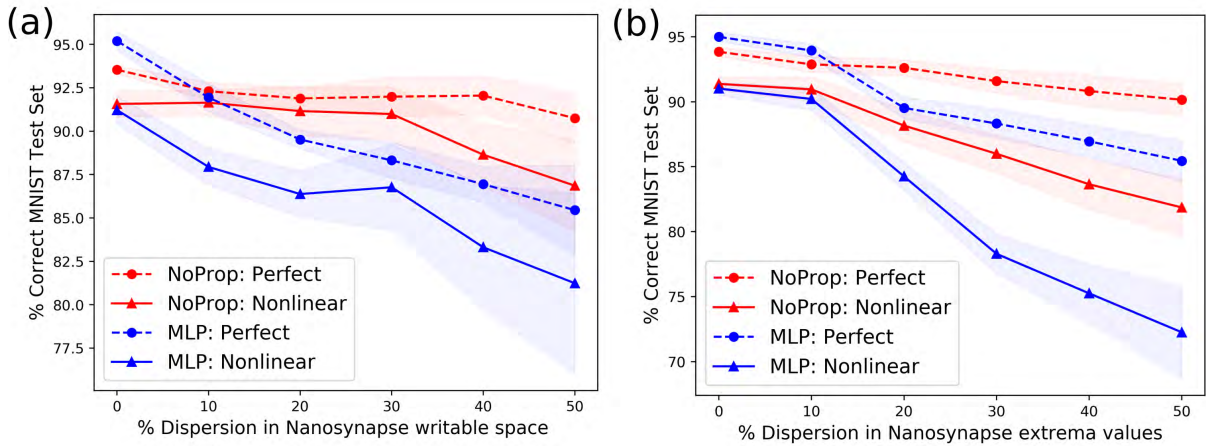 (a)
% Correct MNIST Test Set
95.0
92.5
90.0
87.5
85.0
82.5
80.0
77.5
NoProp: Perfect
NoProp: Nonlinear
MLP: Perfect
MLP: Nonlinear
0 10 20 30 40 50
% Dispersion in Nanosynapse writable space
(b)
% Correct MNIST Test Set
95
90
85
80
75
70
NoProp: Perfect
NoProp: Nonlinear
MLP: Perfect
MLP: Nonlinear
0 10 20 30 40 50
% Dispersion in Nanosynapse extrema values